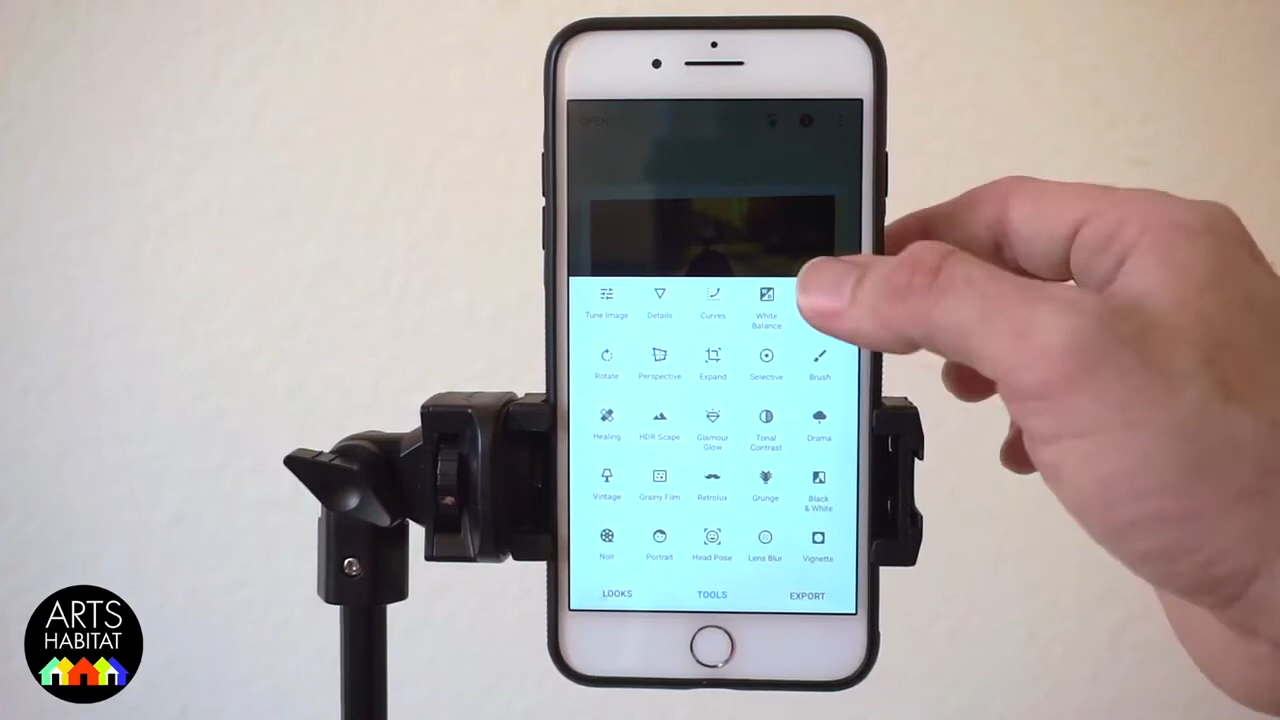 OPEN
Tune Image Details Curves White
Balance
Rotate Perspective Expand Selective Brush
Healing HDR Scape Glamour Tonal Drama
Glow Contrast
Vintage Grainy Film Retrolux Grunge Black
& White
Noir Portrait Head Pose Lens Blur Vignette
LOOKS TOOLS EXPORT
ARTS
HABITAT